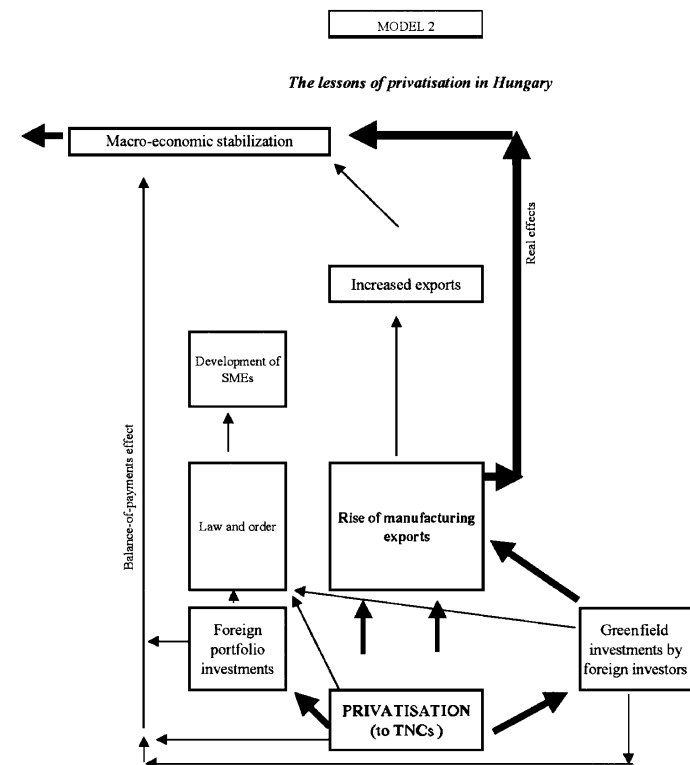 MODEL 2
The lessons of privatisation in Hungary
Macro-economic stabilization
Real effects
Increased exports
Development of
SMEs
Balance-of-payments effect
Law and order
Rise of manufacturing
exports
Foreign
portfolio
investments
Greenfield
investments by
foreign investors
PRIVATISATION
(to TNCs )